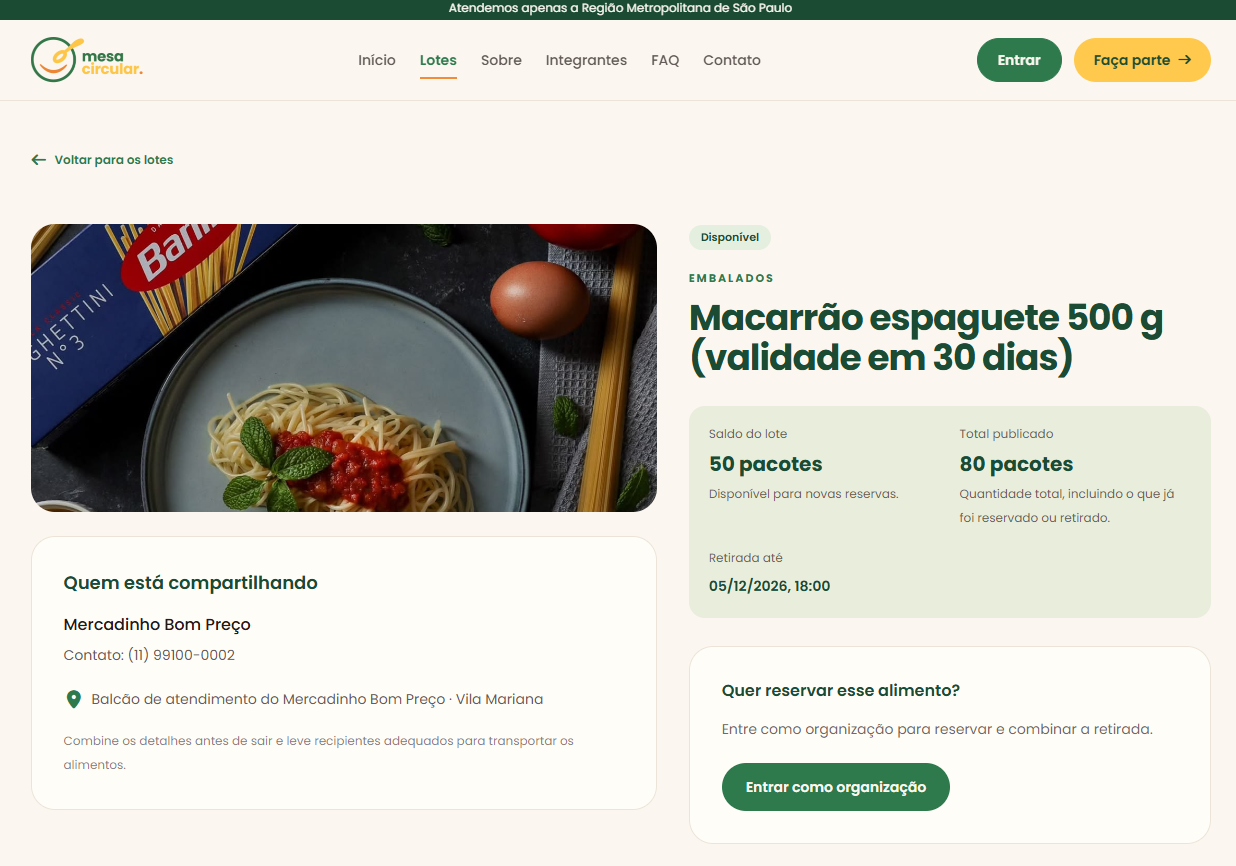 Atendemos apenas a Região Metropolitana de São Paulo
mesa
circular.
Início
Lotes
Sobre
Integrantes
FAQ
Contato
Entrar
Faça parte →
← Voltar para os lotes
GHETTINI
N°3
Disponível
EMBALADOS
Macarrão espaguete 500 g
(validade em 30 dias)
Saldo do lote
50 pacotes
Disponível para novas reservas.
Total publicado
80 pacotes
Quantidade total, incluindo o que já
foi reservado ou retirado.
Retirada até
05/12/2026, 18:00
Quem está compartilhando
Mercadinho Bom Preço
Contato: (11) 99100-0002
Balcão de atendimento do Mercadinho Bom Preço · Vila Mariana
Combine os detalhes antes de sair e leve recipientes adequados para transportar os
alimentos.
Quer reservar esse alimento?
Entre como organização para reservar e combinar a retirada.
Entrar como organização